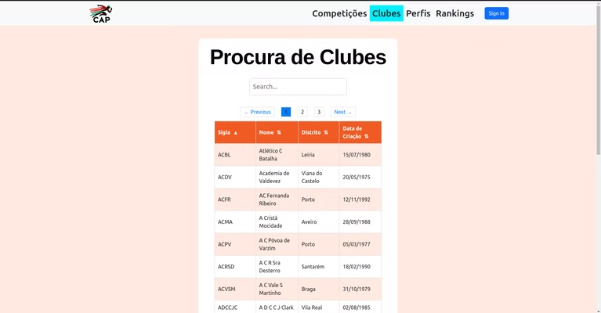 CAP
Competições Clubes Perfis Rankings Sign in
Procura de Clubes
Search...
← Previous 1 2 3 Next →
Sigla ▲ Nome ⇅ Distrito ⇅ Data de Criação ⇅
ACBL Atlético C Batalha Leiria 15/07/1980
ACDV Academia de Valdevez Viana do Castelo 20/05/1975
ACFR AC Fernanda Ribeiro Porto 12/11/1992
ACMA A Cristã Mocidade Aveiro 28/09/1988
ACPV A C Póvoa de Varzim Porto 05/03/1977
ACRSD A C R Sra Desterro Santarém 18/02/1990
ACVSM A C Vale S Martinho Braga 31/10/1979
ADCCJC A D C C J Clark Vila Real 02/08/1985